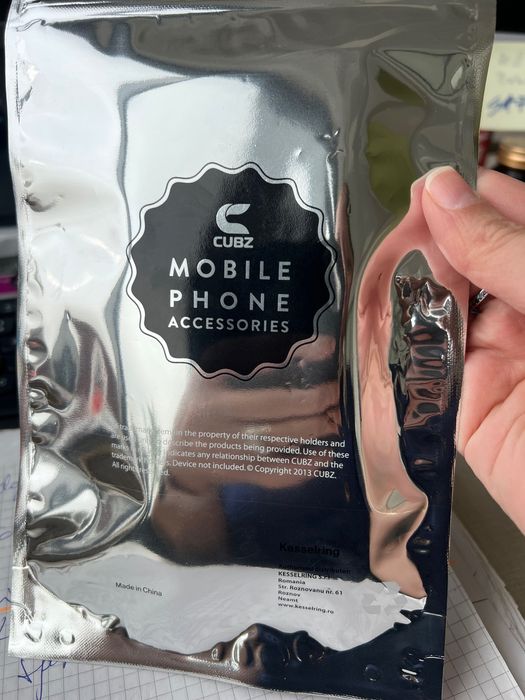 CUBZ
MOBILE
PHONE
ACCESSORIES
the property of their respective holders and
are describe the products being provided. Use of these
indicates any relationship between CUBZ and the
Device not included. © Copyright 2013 CUBZ.
All
Kesselring
KESSELRING
Romania
Str. Roznovanu nr. 61
Roznov
Neamt
www.kesselring.ro
Made in China